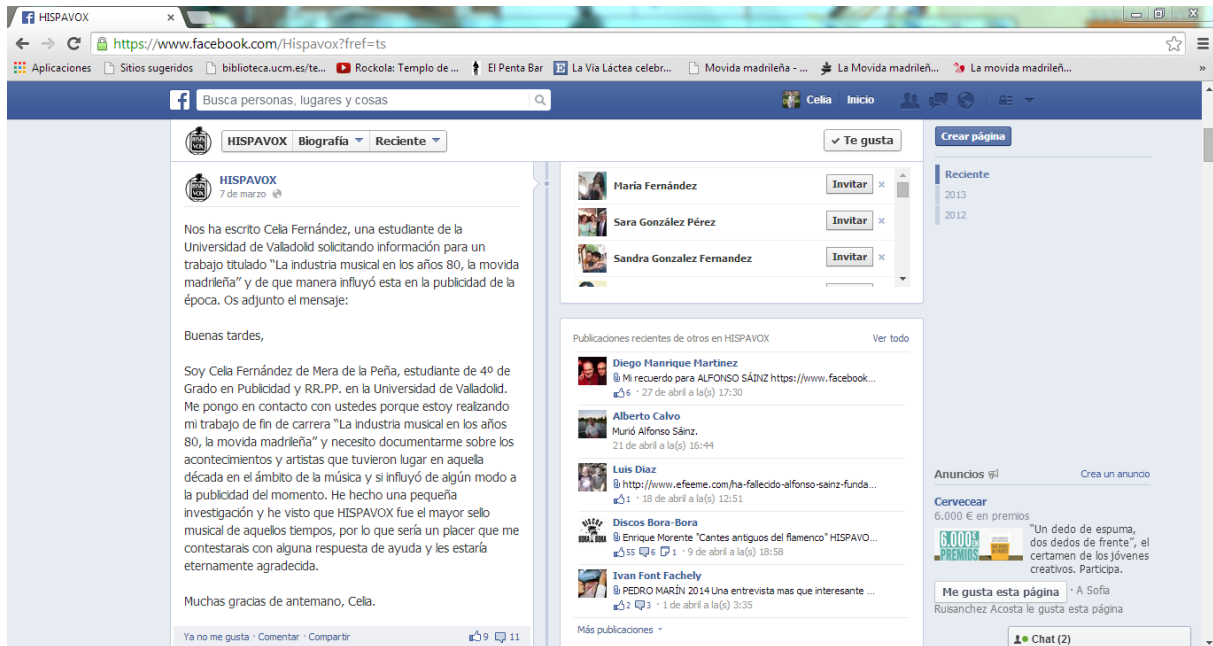 HISPAVOX
https://www.facebook.com/Hispavox?fref=ts
Aplicaciones Sitios sugeridos biblioteca.ucm.es/te... Rockola: Templo de ... El Penta Bar La Vía Láctea celebr... Movida madrileña - ... La Movida madrileñ... La movida madrileñ... »
Busca personas, lugares y cosas
Celia Inicio
HISPAVOX Biografía Reciente
Te gusta
Crear página
Reciente
2013
2012
HISPAVOX
7 de marzo
Nos ha escrito Celia Fernández, una estudiante de la
Universidad de Valladolid solicitando información para un
trabajo titulado "La industria musical en los años 80, la movida
madrileña" y de que manera influyó esta en la publicidad de la
época. Os adjunto el mensaje:
Buenas tardes,
Soy Celia Fernández de Mera de la Peña, estudiante de 4º de
Grado en Publicidad y RR.PP. en la Universidad de Valladolid.
Me pongo en contacto con ustedes porque estoy realizando
mi trabajo de fin de carrera "La industria musical en los años
80, la movida madrileña" y necesito documentarme sobre los
acontecimientos y artistas que tuvieron lugar en aquella
década en el ámbito de la música y si influyó de algún modo a
la publicidad del momento. He hecho una pequeña
investigación y he visto que HISPAVOX fue el mayor sello
musical de aquellos tiempos, por lo que sería un placer que me
contestarais con alguna respuesta de ayuda y les estaría
eternamente agradecida.
Muchas gracias de antemano, Celia.
Ya no me gusta · Comentar · Compartir 9 11
María Fernández Invitar ×
Sara González Pérez Invitar ×
Sandra Gonzalez Fernandez Invitar ×
Publicaciones recientes de otros en HISPAVOX Ver todo
Diego Manrique Martinez
Mi recuerdo para ALFONSO SÁINZ https://www.facebook...
6 · 27 de abril a la(s) 17:30
Alberto Calvo
Murió Alfonso Sáinz.
21 de abril a la(s) 16:44
Luis Diaz
http://www.efeeme.com/ha-fallecido-alfonso-sainz-funda...
1 · 18 de abril a la(s) 12:51
Discos Bora-Bora
Enrique Morente "Cantes antiguos del flamenco" HISPAVO...
55 6 1 · 9 de abril a la(s) 18:58
Ivan Font Fachely
PEDRO MARÍN 2014 Una entrevista mas que interesante ...
2 3 · 1 de abril a la(s) 3:35
Más publicaciones
Anuncios Crea un anuncio
Cervecear
6.000 € en premios
6.000€
PREMIOS
"Un dedo de espuma,
dos dedos de frente", el
certamen de los jóvenes
creativos. Participa.
Me gusta esta página · A Sofia
Ruisanchez Acosta le gusta esta página
Chat (2)